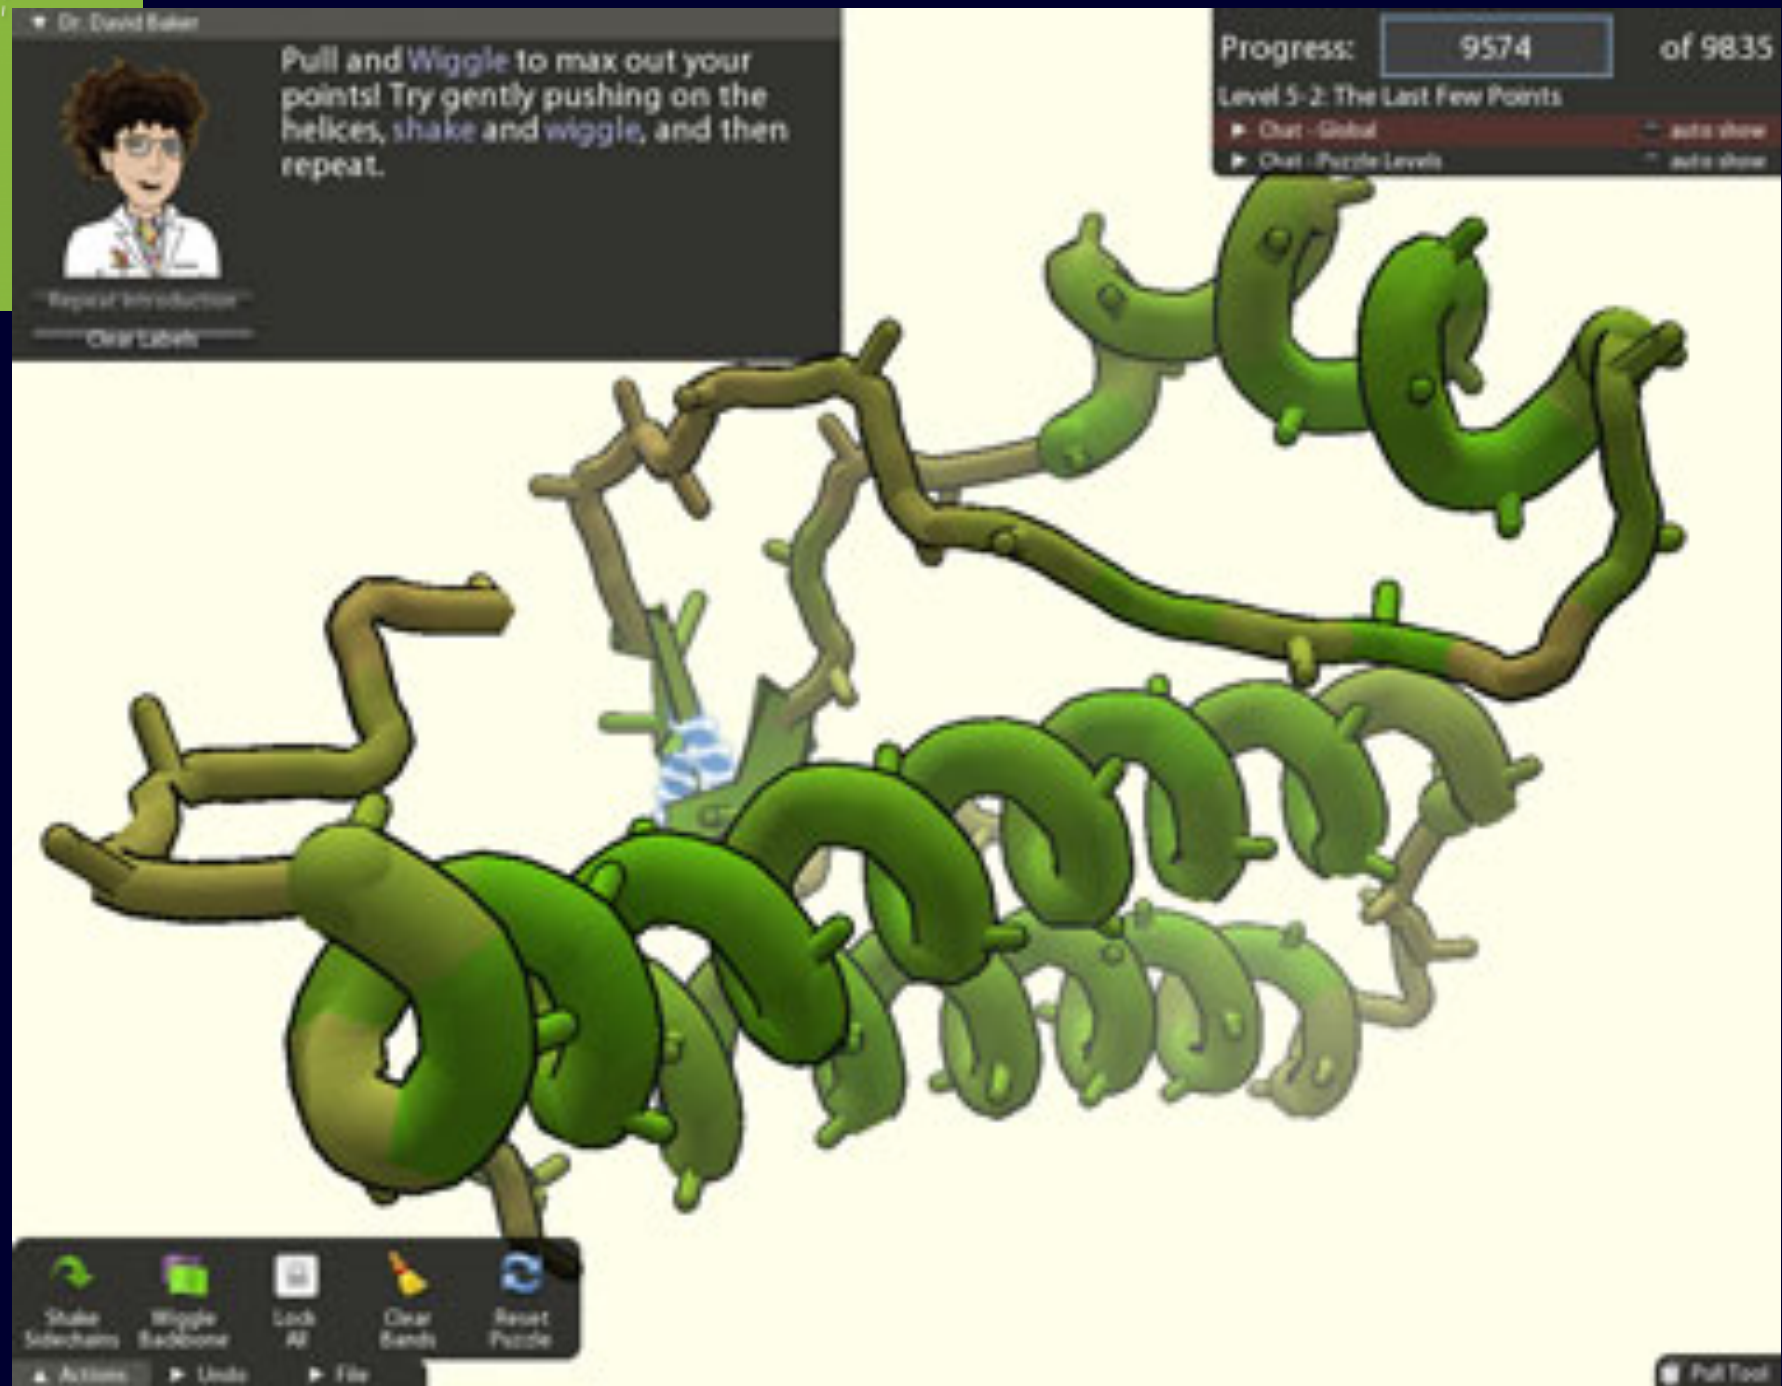 Dr. David Baker
Pull and Wiggle to max out your
points! Try gently pushing on the
helices, shake and wiggle, and then
repeat.
Repeat Introduction
Clear Labels
Progress: 9574 of 9835
Level 5-2: The Last Few Points
Chat - Global auto show
Chat - Puzzle Levels auto show
Shake
Sidechains
Wiggle
Backbone
Lock
All
Clear
Bands
Reset
Puzzle
Actions Undo File
Pull Tool